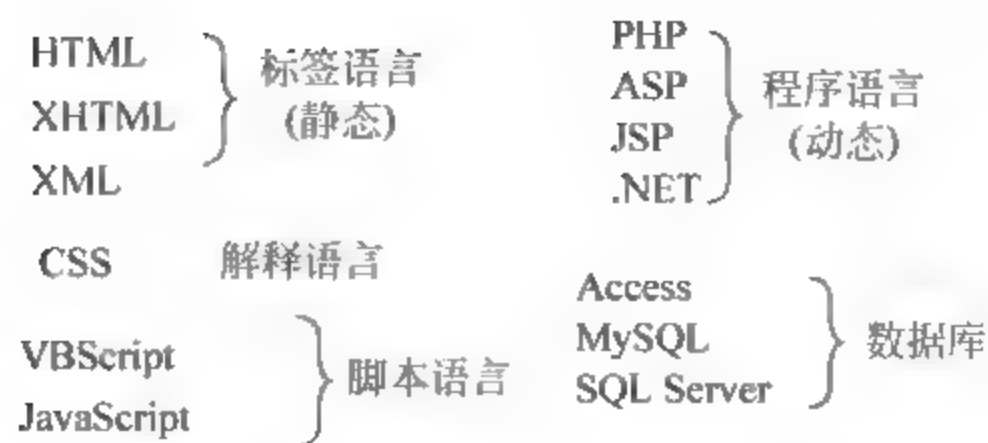 HTML
XHTML
XML
标签语言
(静态)
CSS 解释语言
VBScript
JavaScript
脚本语言
PHP
ASP
JSP
.NET
程序语言
(动态)
Access
MySQL
SQL Server
数据库